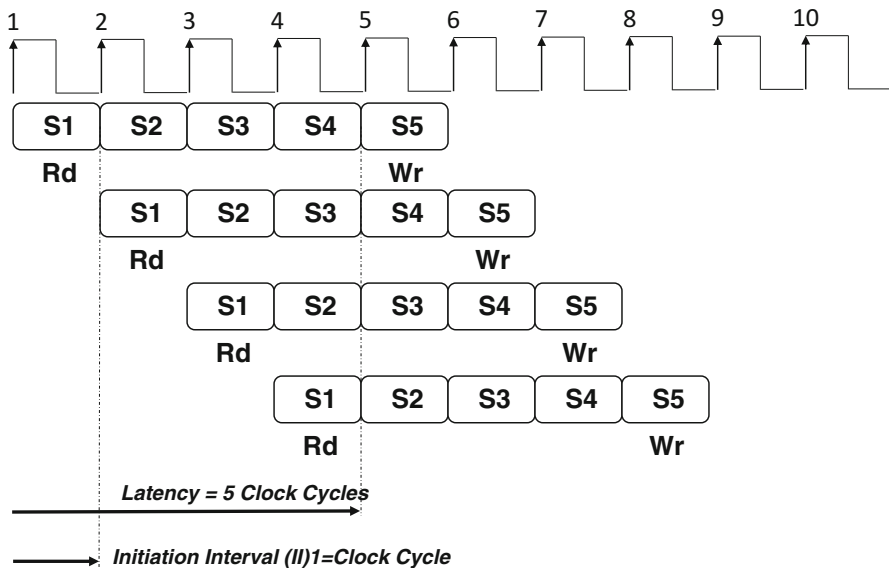 1 2 3 4 5 6 7 8 9 10
S1 S2 S3 S4 S5
Rd Wr
S1 S2 S3 S4 S5
Rd Wr
S1 S2 S3 S4 S5
Rd Wr
S1 S2 S3 S4 S5
Rd Wr
Latency = 5 Clock Cycles
Initiation Interval (II)1=Clock Cycle